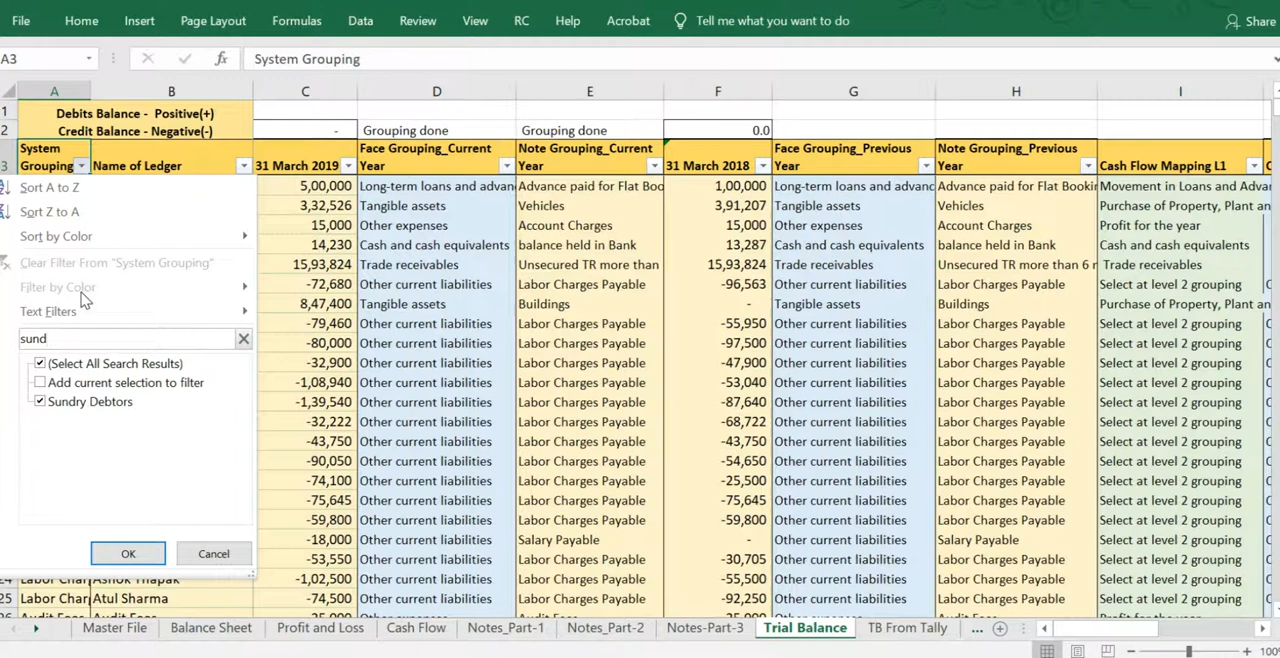 File Home Insert Page Layout Formulas Data Review View RC Help Acrobat Tell me what you want to do Share
A3 fx System Grouping
A B C D E F G H I
1 Debits Balance - Positive(+)
2 Credit Balance - Negative(-) - Grouping done Grouping done 0.0
3 System Grouping Name of Ledger 31 March 2019 Face Grouping_Current Year Note Grouping_Current Year 31 March 2018 Face Grouping_Previous Year Note Grouping_Previous Year Cash Flow Mapping L1
5,00,000 Long-term loans and advan Advance paid for Flat Boo 1,00,000 Long-term loans and advan Advance paid for Flat Bookin Movement in Loans and Adva
3,32,526 Tangible assets Vehicles 3,91,207 Tangible assets Vehicles Purchase of Property, Plant an
15,000 Other expenses Account Charges 15,000 Other expenses Account Charges Profit for the year
14,230 Cash and cash equivalents balance held in Bank 13,287 Cash and cash equivalents balance held in Bank Cash and cash equivalents
15,93,824 Trade receivables Unsecured TR more than 15,93,824 Trade receivables Unsecured TR more than 6 m Trade receivables
-72,680 Other current liabilities Labor Charges Payable -96,563 Other current liabilities Labor Charges Payable Select at level 2 grouping
8,47,400 Tangible assets Buildings - Tangible assets Buildings Purchase of Property, Plant an
-79,460 Other current liabilities Labor Charges Payable -55,950 Other current liabilities Labor Charges Payable Select at level 2 grouping
-80,000 Other current liabilities Labor Charges Payable -97,500 Other current liabilities Labor Charges Payable Select at level 2 grouping
-32,900 Other current liabilities Labor Charges Payable -47,900 Other current liabilities Labor Charges Payable Select at level 2 grouping
-1,08,940 Other current liabilities Labor Charges Payable -53,040 Other current liabilities Labor Charges Payable Select at level 2 grouping
-1,39,540 Other current liabilities Labor Charges Payable -87,640 Other current liabilities Labor Charges Payable Select at level 2 grouping
-32,222 Other current liabilities Labor Charges Payable -68,722 Other current liabilities Labor Charges Payable Select at level 2 grouping
-43,750 Other current liabilities Labor Charges Payable -43,750 Other current liabilities Labor Charges Payable Select at level 2 grouping
-90,050 Other current liabilities Labor Charges Payable -54,650 Other current liabilities Labor Charges Payable Select at level 2 grouping
-74,100 Other current liabilities Labor Charges Payable -25,500 Other current liabilities Labor Charges Payable Select at level 2 grouping
-75,645 Other current liabilities Labor Charges Payable -75,645 Other current liabilities Labor Charges Payable Select at level 2 grouping
-59,800 Other current liabilities Labor Charges Payable -59,800 Other current liabilities Labor Charges Payable Select at level 2 grouping
-18,000 Other current liabilities Salary Payable - Other current liabilities Salary Payable Select at level 2 grouping
-53,550 Other current liabilities Labor Charges Payable -30,705 Other current liabilities Labor Charges Payable Select at level 2 grouping
-1,02,500 Other current liabilities Labor Charges Payable -55,500 Other current liabilities Labor Charges Payable Select at level 2 grouping
25 Labor Char Atul Sharma -74,500 Other current liabilities Labor Charges Payable -92,250 Other current liabilities Labor Charges Payable Select at level 2 grouping
Sort A to Z
Sort Z to A
Sort by Color
Clear Filter From "System Grouping"
Filter by Color
Text Filters
sund
(Select All Search Results)
Add current selection to filter
Sundry Debtors
OK Cancel
Master File Balance Sheet Profit and Loss Cash Flow Notes_Part-1 Notes_Part-2 Notes-Part-3 Trial Balance TB From Tally ...
100%